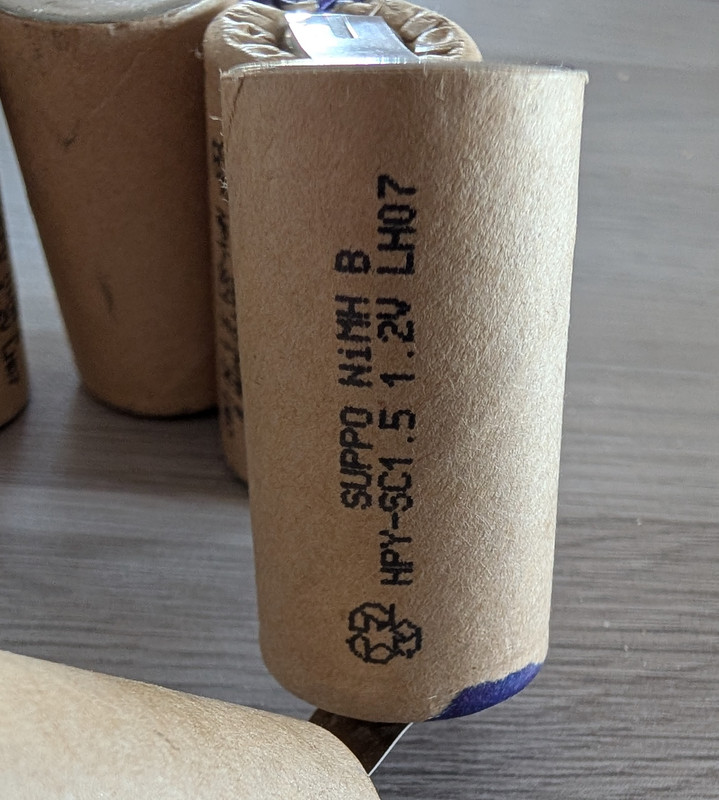 SUPPO NiMH B
HPY-SC1.5 1.2V LH07